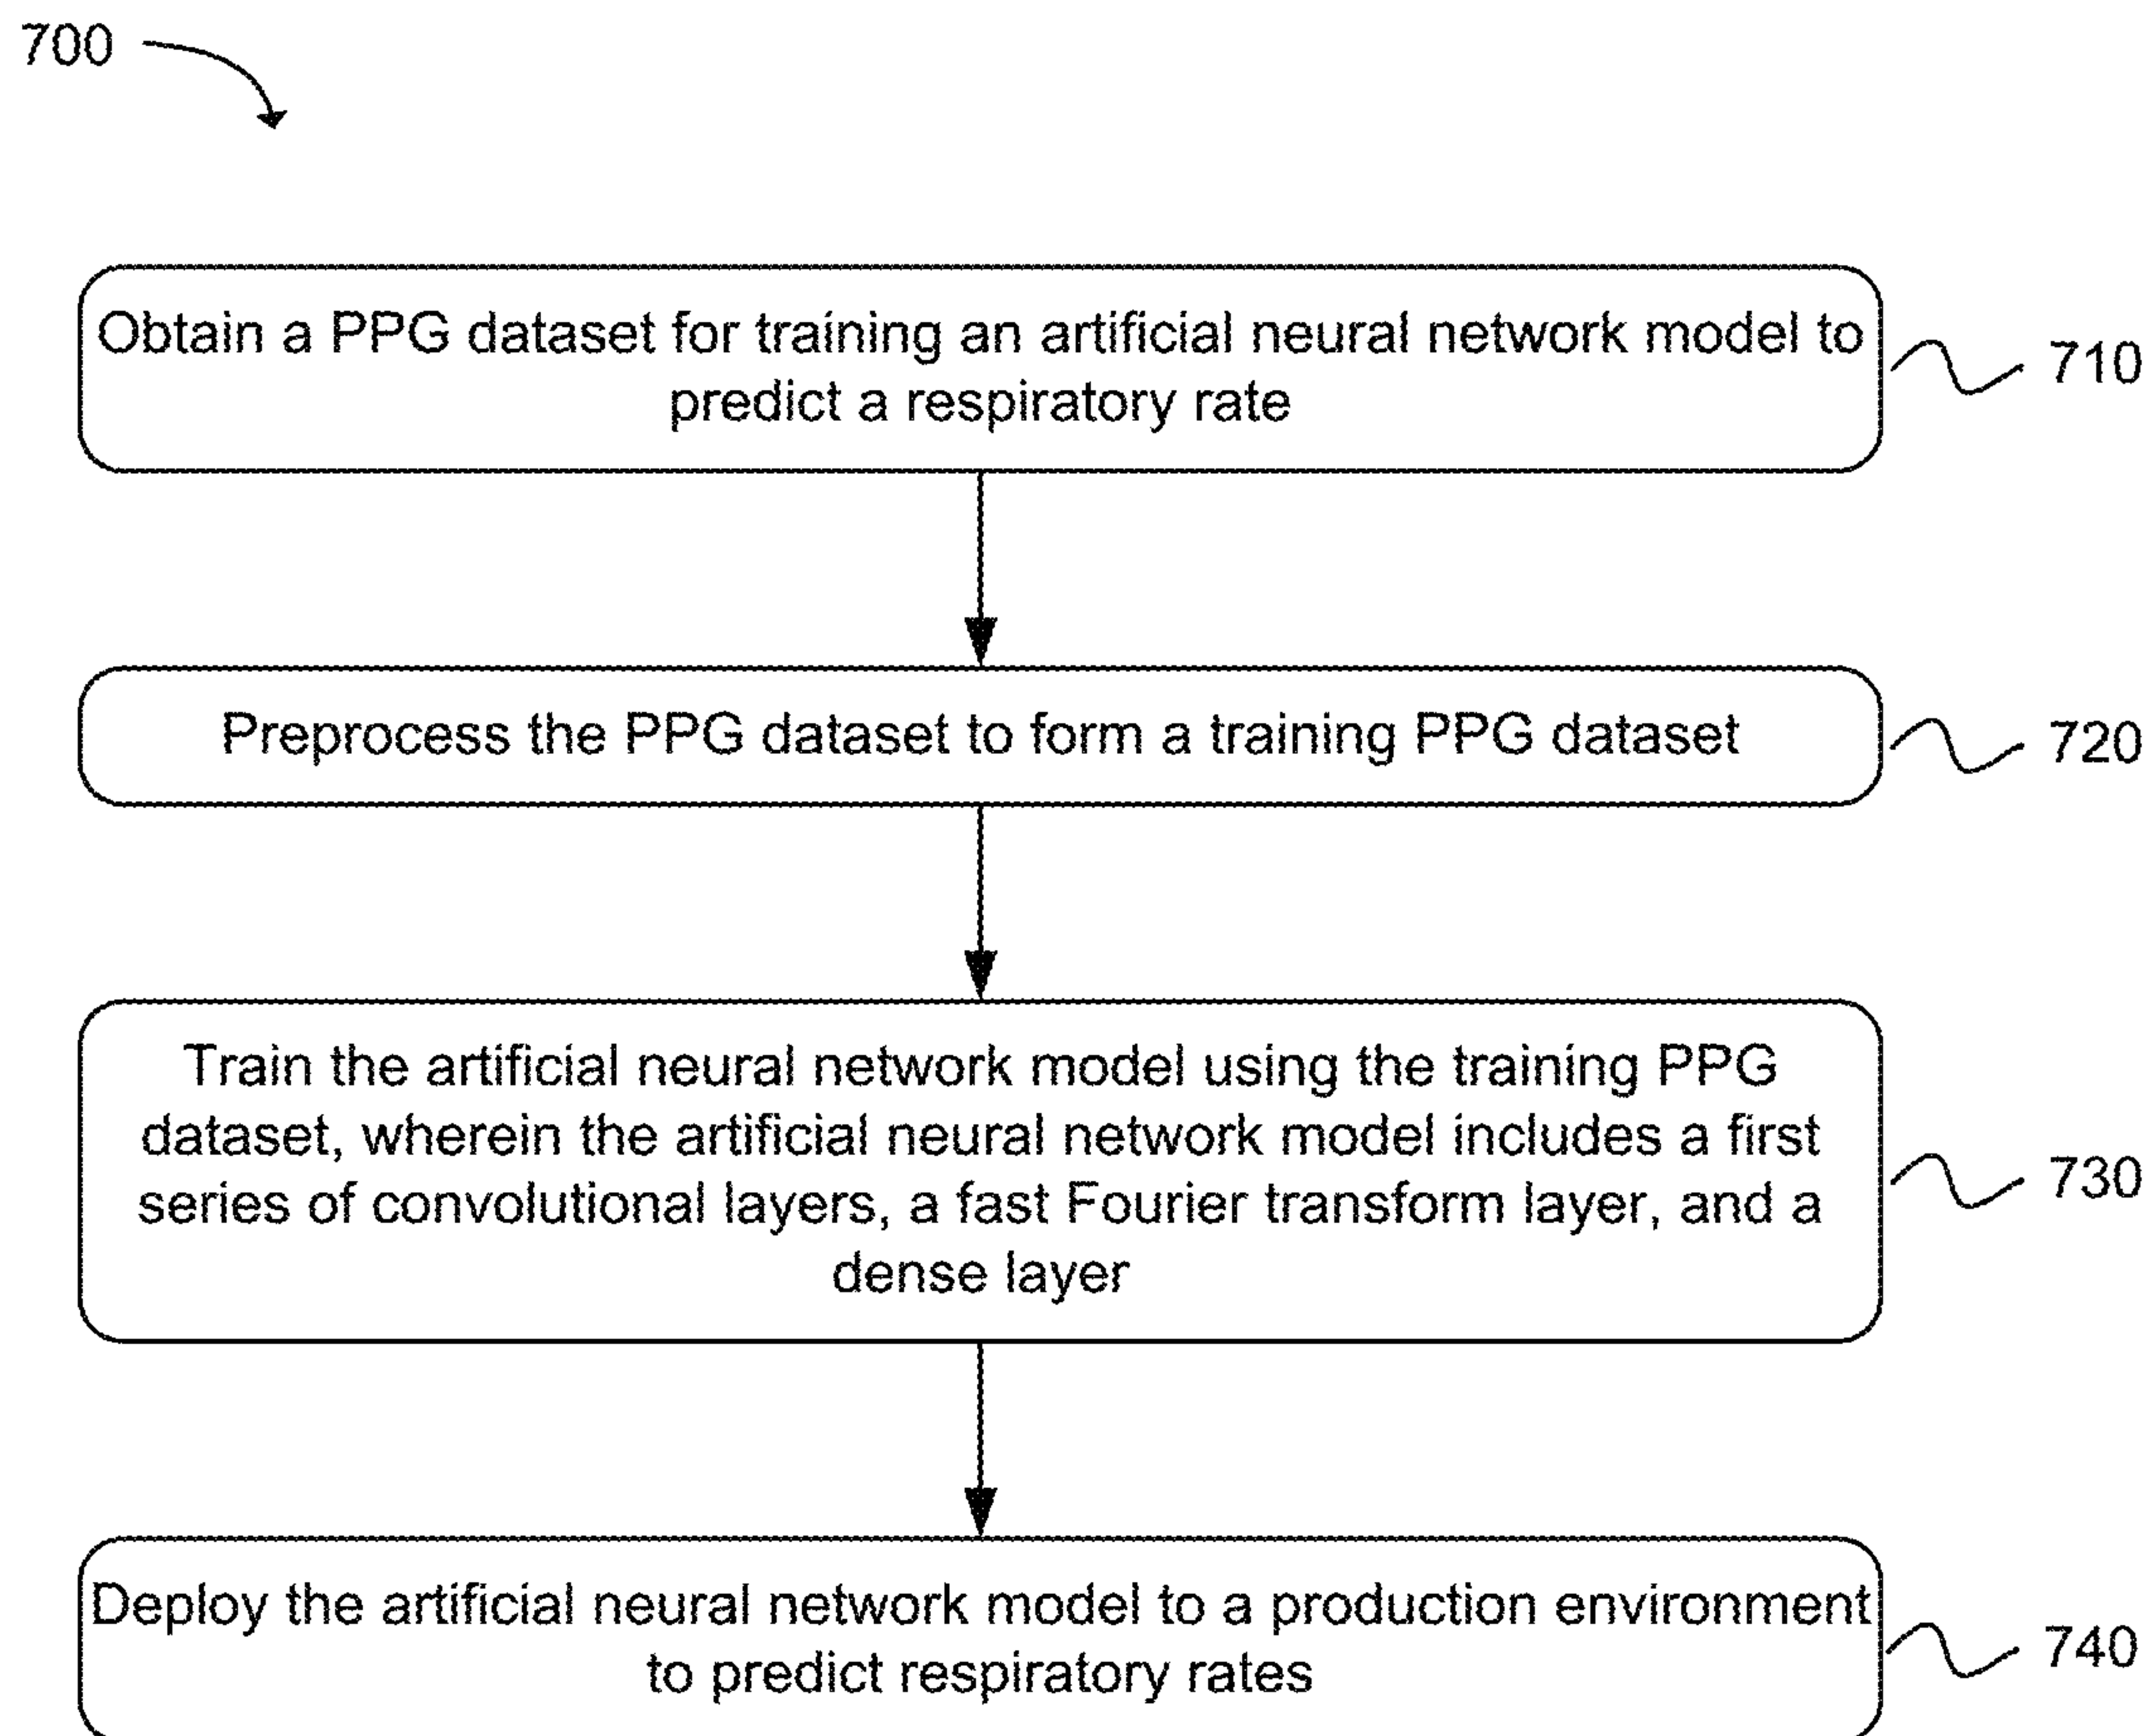 700
Obtain a PPG dataset for training an artificial neural network model to
predict a respiratory rate
710
Preprocess the PPG dataset to form a training PPG dataset
720
Train the artificial neural network model using the training PPG
dataset, wherein the artificial neural network model includes a first
series of convolutional layers, a fast Fourier transform layer, and a
dense layer
730
Deploy the artificial neural network model to a production environment
to predict respiratory rates
740